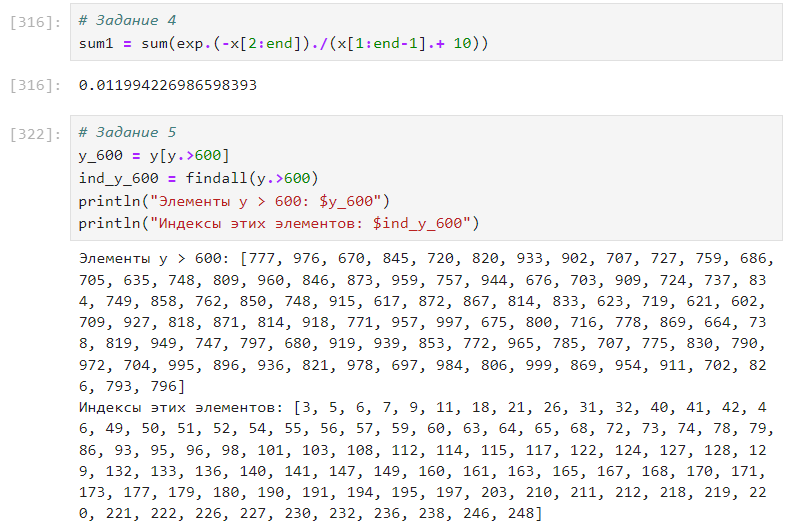 [316]: # Задание 4
sum1 = sum(exp.(-x[2:end])./(x[1:end-1].+ 10))
[316]: 0.011994226986598393
[322]: # Задание 5
y_600 = y[y.>600]
ind_y_600 = findall(y.>600)
println("Элементы y > 600: $y_600")
println("Индексы этих элементов: $ind_y_600")
Элементы y > 600: [777, 976, 670, 845, 720, 820, 933, 902, 707, 727, 759, 686,
705, 635, 748, 809, 960, 846, 873, 959, 757, 944, 676, 703, 909, 724, 737, 83
4, 749, 858, 762, 850, 748, 915, 617, 872, 867, 814, 833, 623, 719, 621, 602,
709, 927, 818, 871, 814, 918, 771, 957, 997, 675, 800, 716, 778, 869, 664, 73
8, 819, 949, 747, 797, 680, 919, 939, 853, 772, 965, 785, 707, 775, 830, 790,
972, 704, 995, 896, 936, 821, 978, 697, 984, 806, 999, 869, 954, 911, 702, 82
6, 793, 796]
Индексы этих элементов: [3, 5, 6, 7, 9, 11, 18, 21, 26, 31, 32, 40, 41, 42, 4
6, 49, 50, 51, 52, 54, 55, 56, 57, 59, 60, 63, 64, 65, 68, 72, 73, 74, 78, 79,
86, 93, 95, 96, 98, 101, 103, 108, 112, 114, 115, 117, 122, 124, 127, 128, 12
9, 132, 133, 136, 140, 141, 147, 149, 160, 161, 163, 165, 167, 168, 170, 171,
173, 177, 179, 180, 190, 191, 194, 195, 197, 203, 210, 211, 212, 218, 219, 22
0, 221, 222, 226, 227, 230, 232, 236, 238, 246, 248]